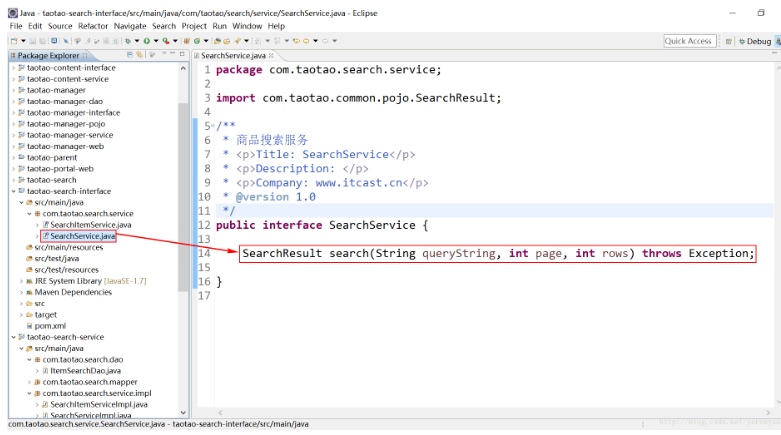 Java - taotao-search-interface/src/main/java/com/taotao/search/service/SearchService.java - Eclipse
File Edit Source Refactor Navigate Search Project Run Window Help
Quick Access
Debug
Package Explorer
taotao-content-interface
taotao-content-service
taotao-manager
taotao-manager-dao
taotao-manager-interface
taotao-manager-pojo
taotao-manager-service
taotao-manager-web
taotao-parent
taotao-portal-web
taotao-search
taotao-search-interface
src/main/java
com.taotao.search.service
SearchItemService.java
SearchService.java
src/main/resources
src/test/java
src/test/resources
JRE System Library [JavaSE-1.7]
Maven Dependencies
src
target
pom.xml
taotao-search-service
src/main/java
com.taotao.search.dao
ItemSearchDao.java
com.taotao.search.mapper
com.taotao.search.service.impl
SearchItemServiceImpl.java
SearchServiceImpl.java
SearchService.java
1 package com.taotao.search.service;
2
3 import com.taotao.common.pojo.SearchResult;
4
5 /**
6 * 商品搜索服务
7 * <p>Title: SearchService</p>
8 * <p>Description: </p>
9 * <p>Company: www.itcast.cn</p>
10 * @version 1.0
11 */
12 public interface SearchService {
13
14 SearchResult search(String queryString, int page, int rows) throws Exception;
15
16 }
17
com.taotao.search.service.SearchService.java - taotao-search-interface/src/main/java